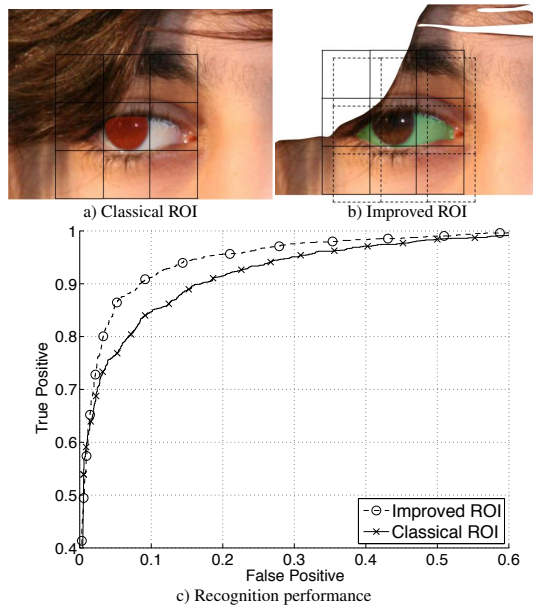 a) Classical ROI
b) Improved ROI
1
0.9
0.8
0.7
0.6
0.5
0.4
True Positive
0
0.1
0.2
0.3
0.4
0.5
0.6
False Positive
Improved ROI
Classical ROI
c) Recognition performance